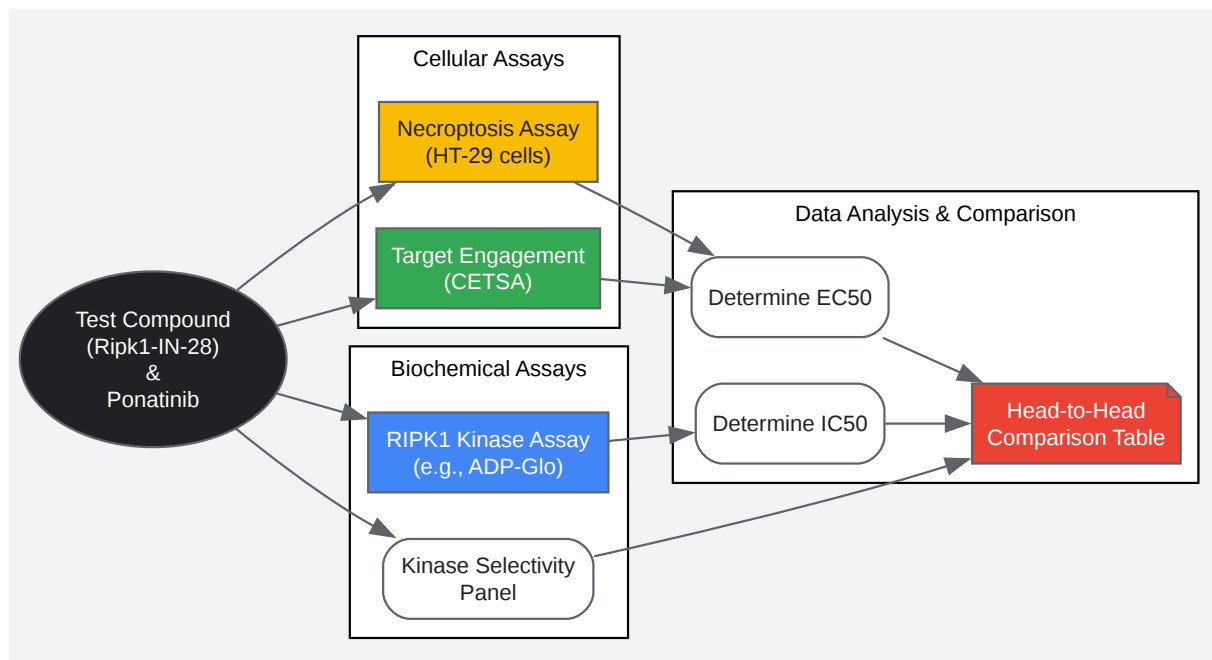 Cellular Assays
Necroptosis Assay
(HT-29 cells)
Target Engagement
(CETSA)
Test Compound
(Ripk1-IN-28)
&
Ponatinib
Biochemical Assays
RIPK1 Kinase Assay
(e.g., ADP-Glo)
Kinase Selectivity
Panel
Data Analysis & Comparison
Determine EC50
Determine IC50
Head-to-Head
Comparison Table